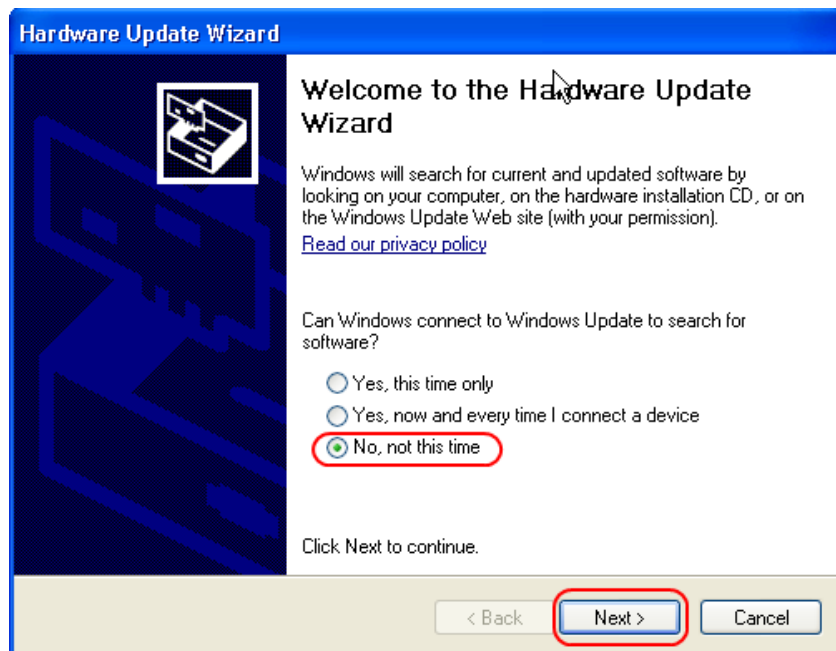 Hardware Update Wizard
Welcome to the Hardware Update
Wizard
Windows will search for current and updated software by
looking on your computer, on the hardware installation CD, or on
the Windows Update Web site (with your permission).
Read our privacy policy
Can Windows connect to Windows Update to search for
software?
Yes, this time only
Yes, now and every time I connect a device
No, not this time
Click Next to continue.
< Back Next > Cancel